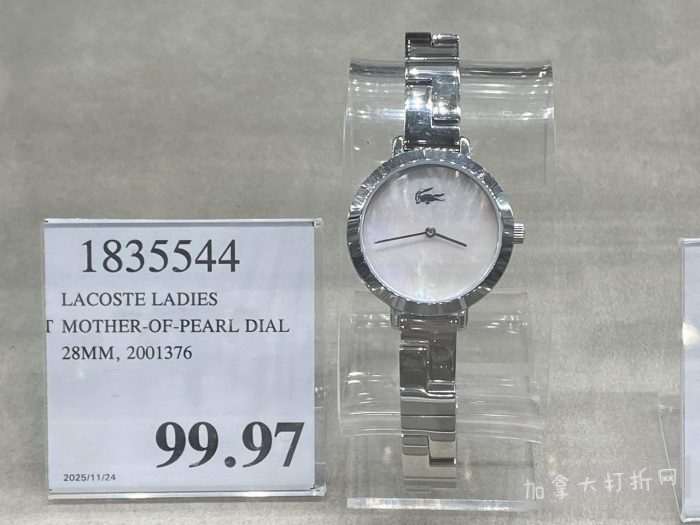 1835544
LACOSTE LADIES
T MOTHER-OF-PEARL DIAL
28MM, 2001376
99.97
2025/11/24
加拿大打折网